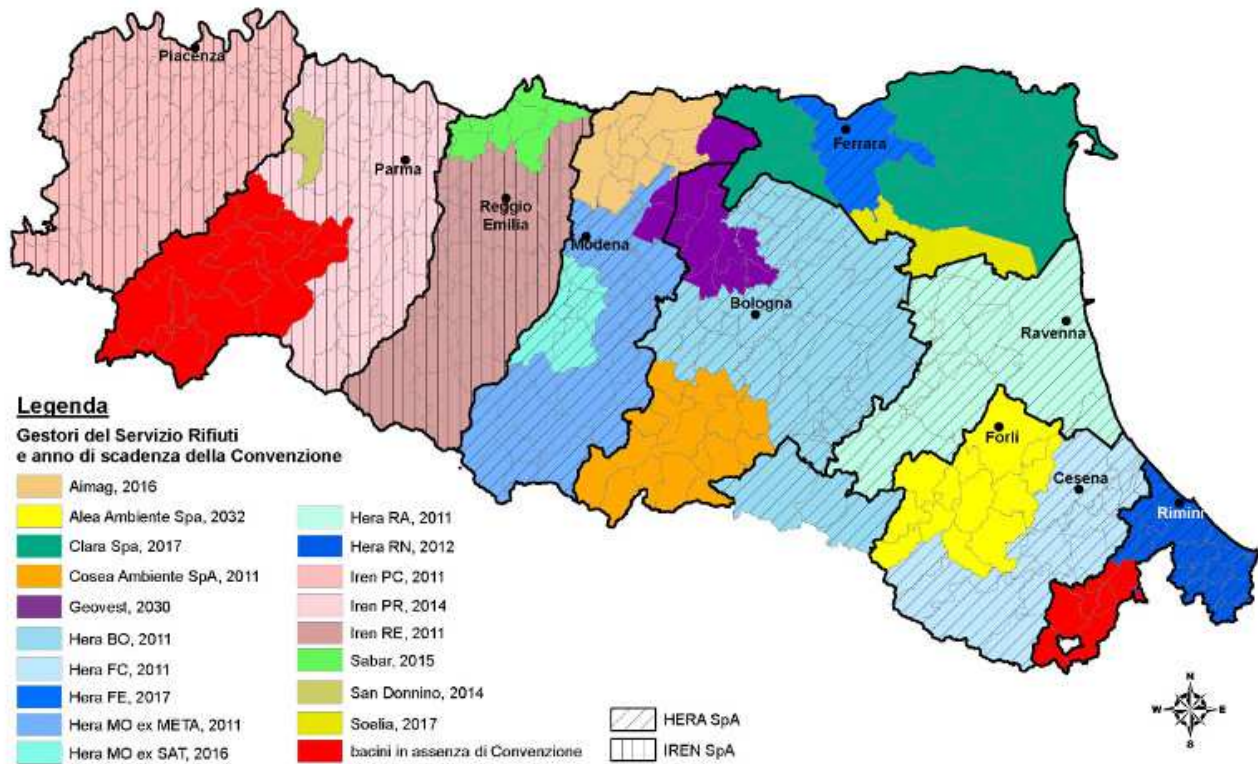 Piacenza
Parma
Reggio
Emilia
Modena
Ferrara
Bologna
Ravenna
Forlì
Cesena
Rimini
Legenda
Gestori del Servizio Rifiuti
e anno di scadenza della Convenzione
Aimag, 2016
Alea Ambiente Spa, 2032
Clara Spa, 2017
Cosea Ambiente SpA, 2011
Geovest, 2030
Hera BO, 2011
Hera FC, 2011
Hera FE, 2017
Hera MO ex META, 2011
Hera MO ex SAT, 2016
Hera RA, 2011
Hera RN, 2012
Iren PC, 2011
Iren PR, 2014
Iren RE, 2011
Sabar, 2015
San Donnino, 2014
Soelia, 2017
bacini in assenza di Convenzione
HERA SpA
IREN SpA
N
W E
S